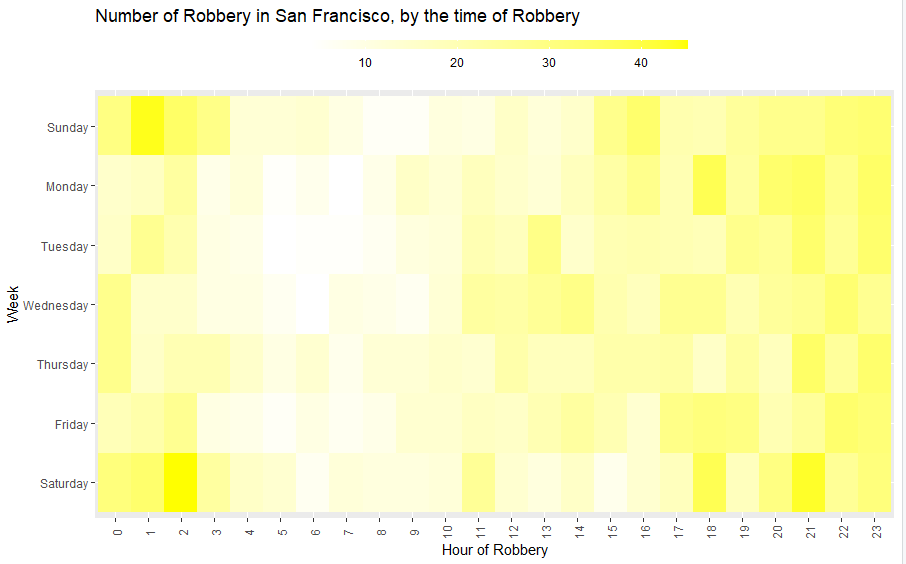 Number of Robbery in San Francisco, by the time of Robbery
10 20 30 40
Sunday
Monday
Tuesday
Wednesday
Thursday
Friday
Saturday
Week
0 1 2 3 4 5 6 7 8 9 10 11 12 13 14 15 16 17 18 19 20 21 22 23
Hour of Robbery